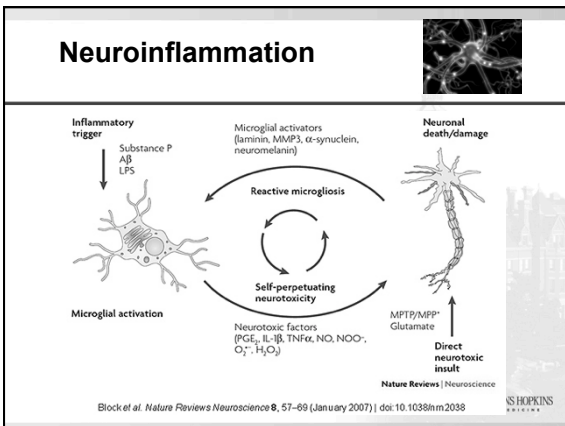 Neuroinflammation
Inflammatory
trigger
Substance P
Aβ
LPS
Microglial activators
(laminin, MMP3, α-synuclein,
neuromelanin)
Neuronal
death/damage
Reactive microgliosis
Self-perpetuating
neurotoxicity
Microglial activation
Neurotoxic factors
(PGE₂, IL-1β, TNFα, NO, NOO⁻,
O₂•⁻, H₂O₂)
MPTP/MPP⁺
Glutamate
Direct
neurotoxic
insult
Nature Reviews | Neuroscience
Block et al. Nature Reviews Neuroscience 8, 57–69 (January 2007) | doi:10.1038/nrn2038
NS HOPKINS